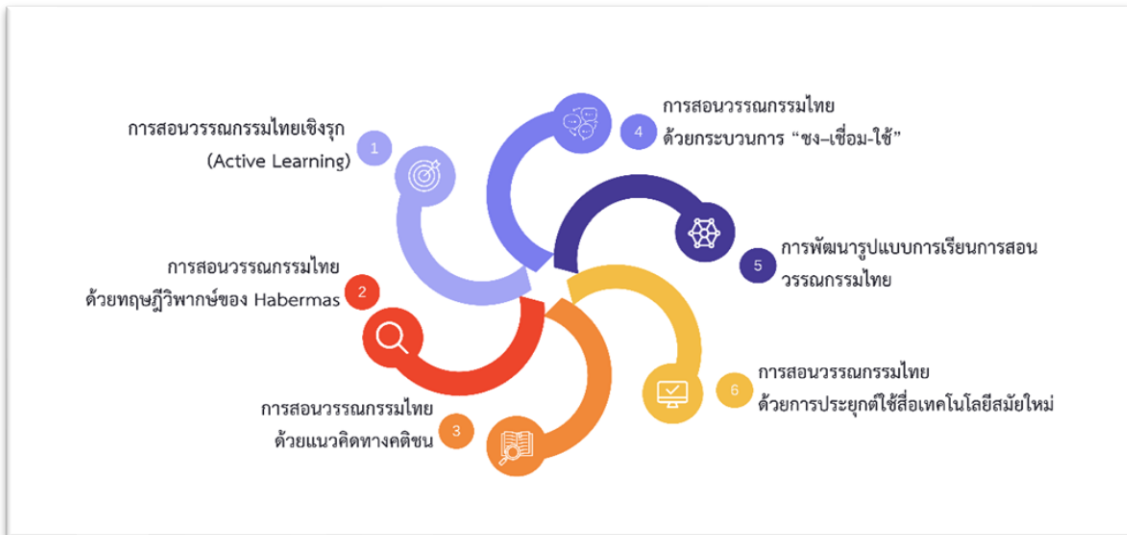 การสอนวรรณกรรมไทยเชิงรุก
(Active Learning)
1
การสอนวรรณกรรมไทย
ด้วยทฤษฎีวิพากษ์ของ Habermas
2
การสอนวรรณกรรมไทย
ด้วยแนวคิดทางคติชน
3
การสอนวรรณกรรมไทย
ด้วยกระบวนการ “ชง–เชื่อม-ใช้”
4
การพัฒนารูปแบบการเรียนการสอน
วรรณกรรมไทย
5
การสอนวรรณกรรมไทย
ด้วยการประยุกต์ใช้สื่อเทคโนโลยีสมัยใหม่
6